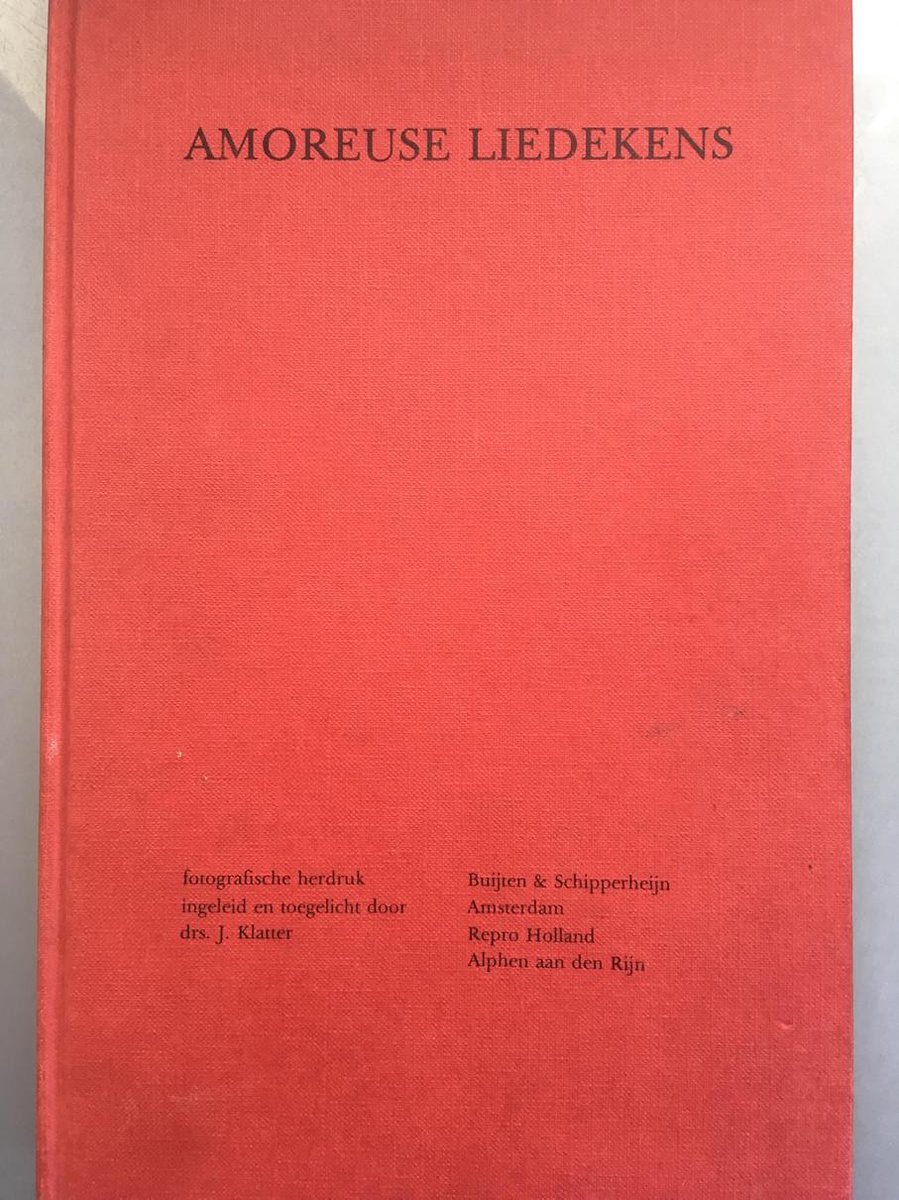 AMOREUSE LIEDEKENS
fotografische herdruk
ingeleid en toegelicht door
drs. J. Klatter
Buijten & Schipperheijn
Amsterdam
Repro Holland
Alphen aan den Rijn